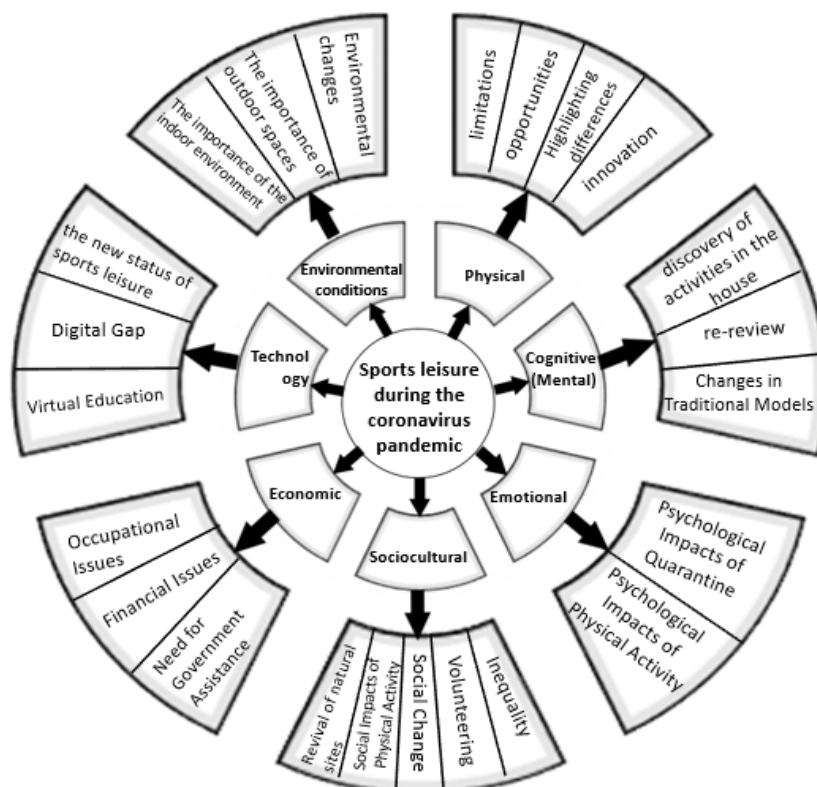 Sports leisure
during the
coronavirus
pandemic
Physical
limitations
opportunities
Highlighting
differences
innovation
Cognitive
(Mental)
discovery of
activities in the
house
re-review
Changes in
Traditional Models
Emotional
Psychological
Impacts of
Quarantine
Psychological
Impacts of
Physical Activity
Sociocultural
Inequality
Volunteering
Social Change
Social Impacts of
Physical Activity
Revival of natural
sites
Economic
Occupational
Issues
Financial Issues
Need for
Government
Assistance
Technol
ogy
the new status of
sports leisure
Digital Gap
Virtual Education
Environmental
conditions
The importance of the
indoor environment
The importance of
outdoor spaces
Environmental
changes